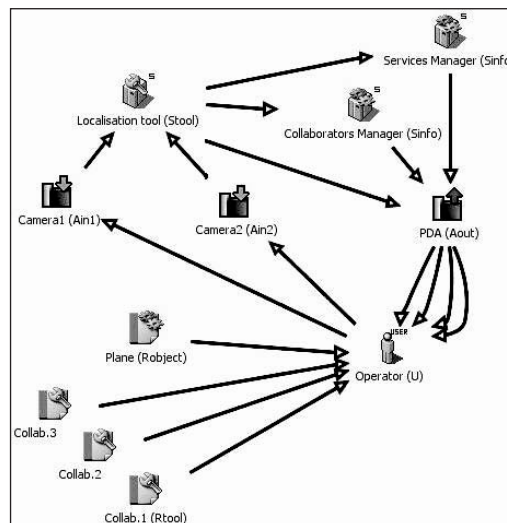 S
Services Manager (Sinfo)
S
Localisation tool (Stool)
S
Collaborators Manager (Sinfo)
Camera1 (Ain1)
Camera2 (Ain2)
PDA (Aout)
USER
Plane (Robject)
Operator (U)
Collab.3
Collab.2
Collab.1 (Rtool)